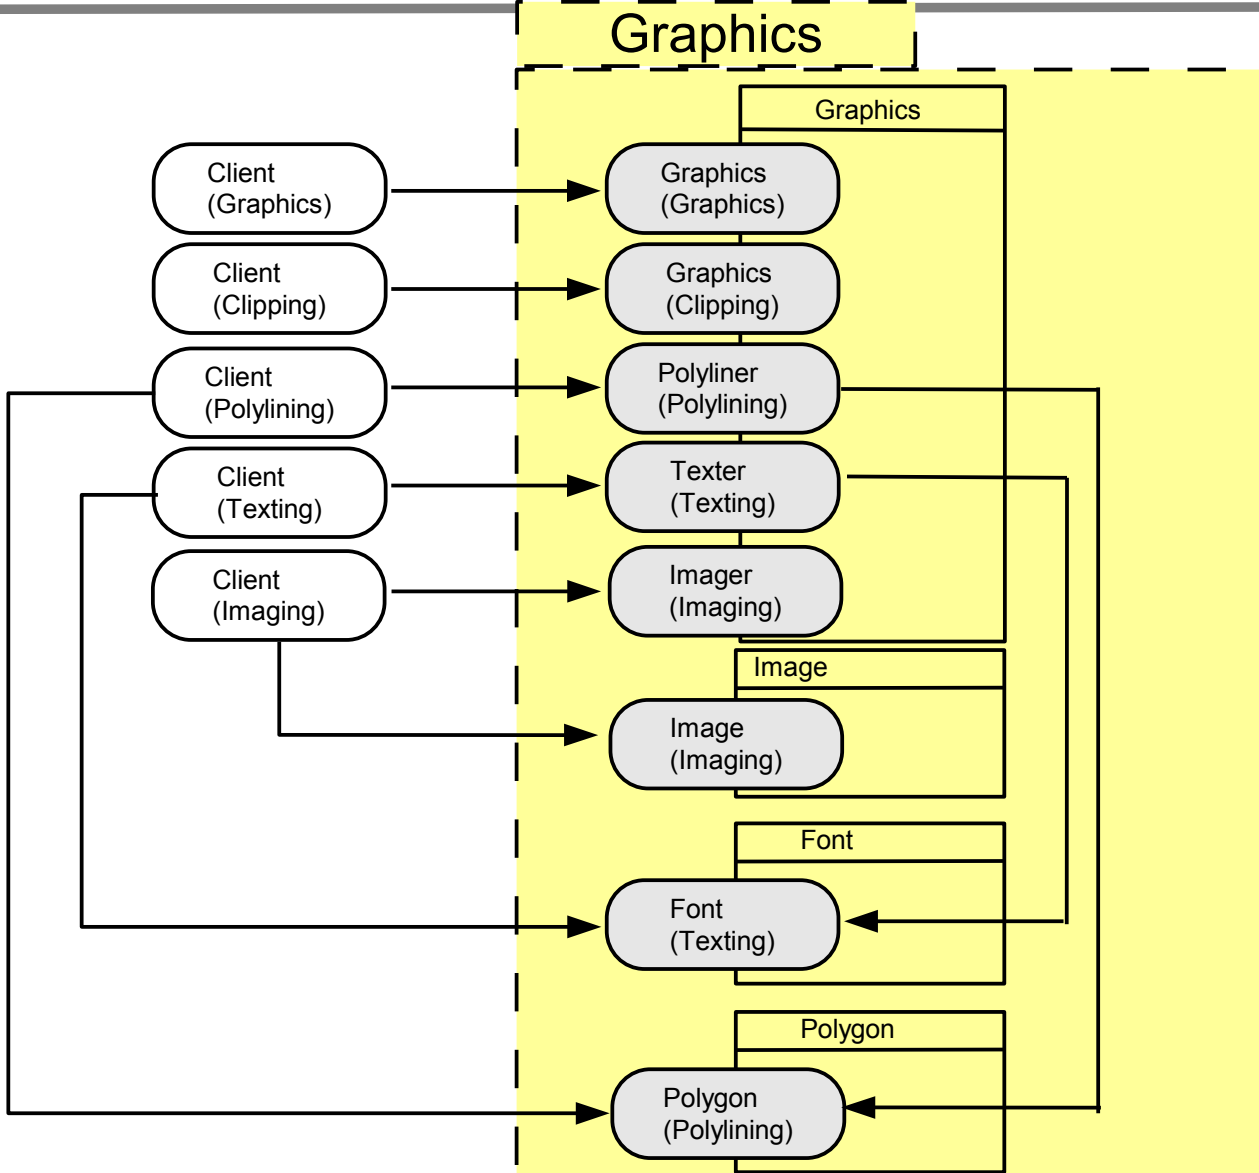 Graphics
Graphics
Client
(Graphics)
Graphics
(Graphics)
Client
(Clipping)
Graphics
(Clipping)
Client
(Polylining)
Polyliner
(Polylining)
Client
(Texting)
Texter
(Texting)
Client
(Imaging)
Imager
(Imaging)
Image
Image
(Imaging)
Font
Font
(Texting)
Polygon
Polygon
(Polylining)